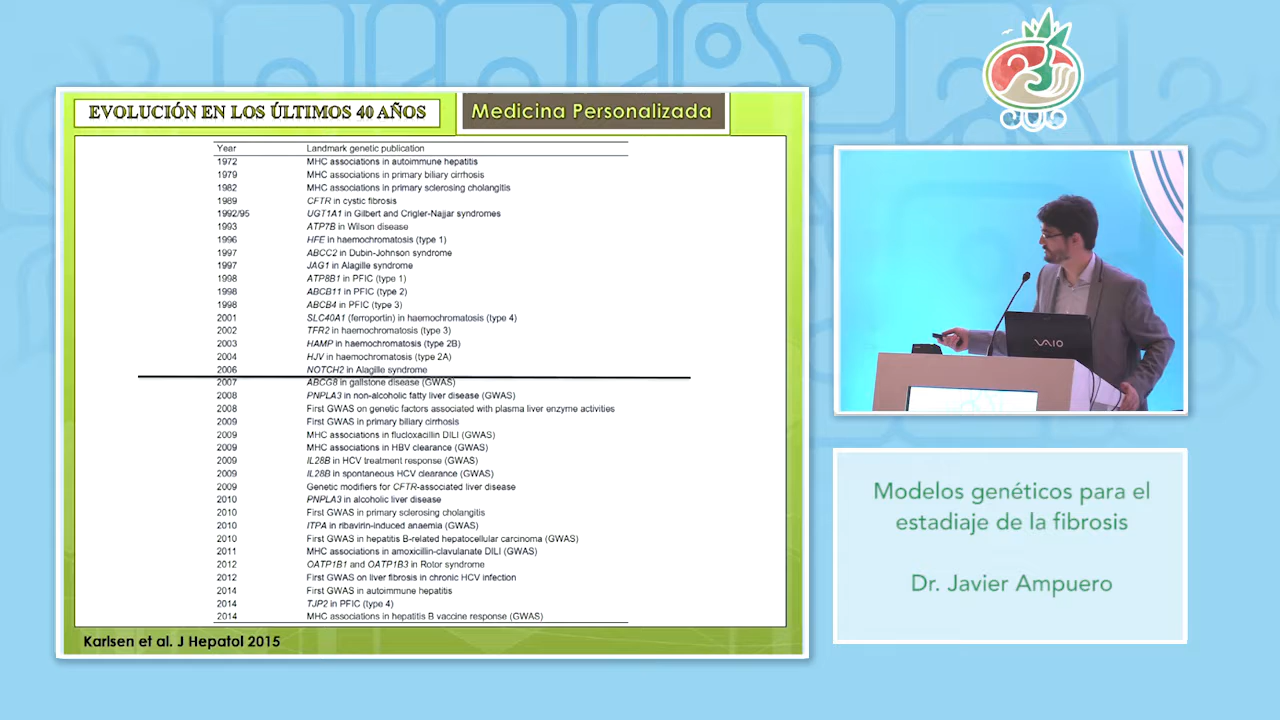 EVOLUCIÓN EN LOS ÚLTIMOS 40 AÑOS
Medicina Personalizada
Year Landmark genetic publication
1972 MHC associations in autoimmune hepatitis
1979 MHC associations in primary biliary cirrhosis
1982 MHC associations in primary sclerosing cholangitis
1989 CFTR in cystic fibrosis
1992/95 UGT1A1 in Gilbert and Crigler-Najjar syndromes
1993 ATP7B in Wilson disease
1996 HFE in haemochromatosis (type 1)
1997 ABCC2 in Dubin-Johnson syndrome
1997 JAG1 in Alagille syndrome
1998 ATP8B1 in PFIC (type 1)
1998 ABCB11 in PFIC (type 2)
1998 ABCB4 in PFIC (type 3)
2001 SLC40A1 (ferroportin) in haemochromatosis (type 4)
2002 TFR2 in haemochromatosis (type 3)
2003 HAMP in haemochromatosis (type 2B)
2004 HJV in haemochromatosis (type 2A)
2006 NOTCH2 in Alagille syndrome
2007 ABCG8 in gallstone disease (GWAS)
2008 PNPLA3 in non-alcoholic fatty liver disease (GWAS)
2008 First GWAS on genetic factors associated with plasma liver enzyme activities
2009 First GWAS in primary biliary cirrhosis
2009 MHC associations in flucloxacillin DILI (GWAS)
2009 MHC associations in HBV clearance (GWAS)
2009 IL28B in HCV treatment response (GWAS)
2009 IL28B in spontaneous HCV clearance (GWAS)
2009 Genetic modifiers for CFTR-associated liver disease
2010 PNPLA3 in alcoholic liver disease
2010 First GWAS in primary sclerosing cholangitis
2010 ITPA in ribavirin-induced anaemia (GWAS)
2010 First GWAS in hepatitis B-related hepatocellular carcinoma (GWAS)
2011 MHC associations in amoxicillin-clavulanate DILI (GWAS)
2012 OATP1B1 and OATP1B3 in Rotor syndrome
2012 First GWAS on liver fibrosis in chronic HCV infection
2014 First GWAS in autoimmune hepatitis
2014 TJP2 in PFIC (type 4)
2014 MHC associations in hepatitis B vaccine response (GWAS)
Karlsen et al. J Hepatol 2015
VAIO
Modelos genéticos para el
estadiaje de la fibrosis
Dr. Javier Ampuero